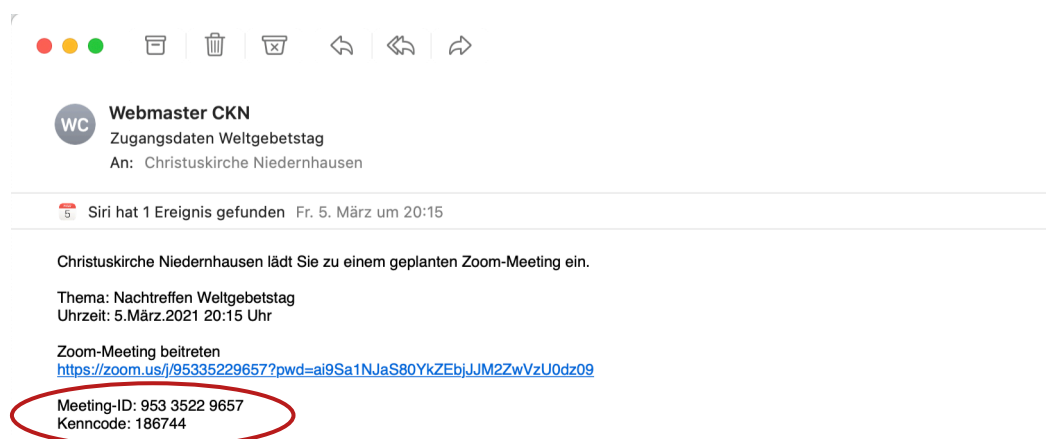 WC
Webmaster CKN
Zugangsdaten Weltgebetstag
An: Christuskirche Niedernhausen
5
Siri hat 1 Ereignis gefunden Fr. 5. März um 20:15
Christuskirche Niedernhausen lädt Sie zu einem geplanten Zoom-Meeting ein.
Thema: Nachtreffen Weltgebetstag
Uhrzeit: 5.März.2021 20:15 Uhr
Zoom-Meeting beitreten
https://zoom.us/j/95335229657?pwd=ai9Sa1NJaS80YkZEbjJJM2ZwVzU0dz09
Meeting-ID: 953 3522 9657
Kenncode: 186744